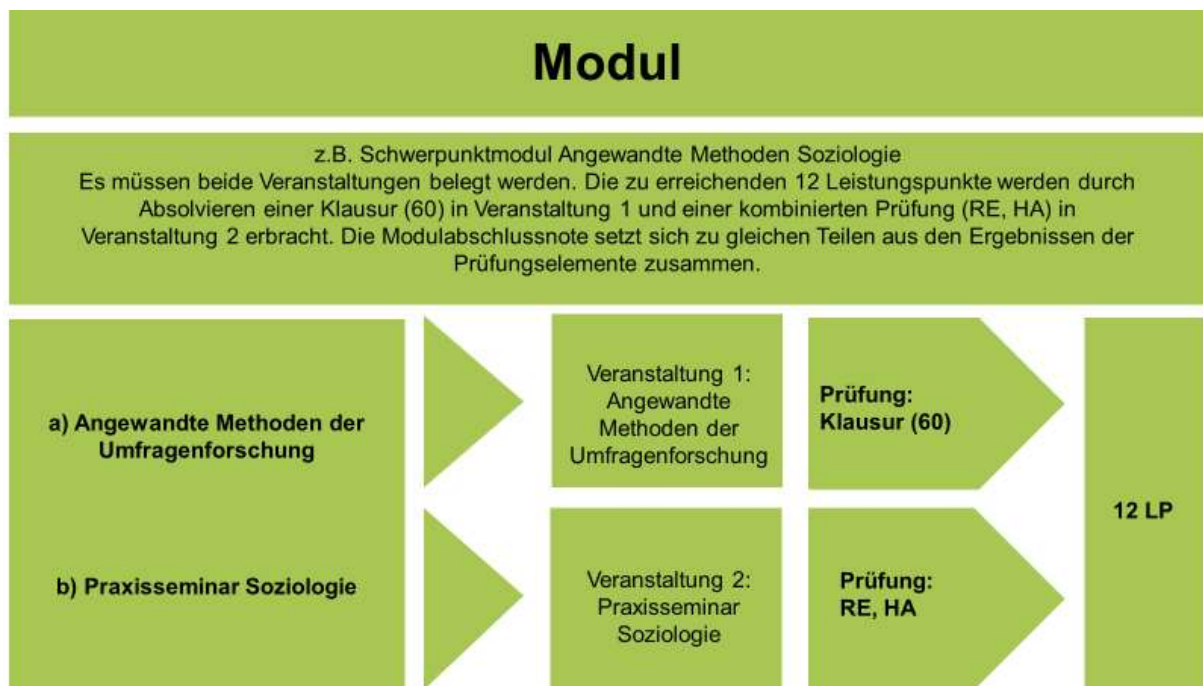 Modul
z.B. Schwerpunktmodul Angewandte Methoden Soziologie
Es müssen beide Veranstaltungen belegt werden. Die zu erreichenden 12 Leistungspunkte werden durch
Absolvieren einer Klausur (60) in Veranstaltung 1 und einer kombinierten Prüfung (RE, HA) in
Veranstaltung 2 erbracht. Die Modulabschlussnote setzt sich zu gleichen Teilen aus den Ergebnissen der
Prüfungselemente zusammen.
a) Angewandte Methoden der
Umfragenforschung
Veranstaltung 1:
Angewandte
Methoden der
Umfragenforschung
Prüfung:
Klausur (60)
b) Praxisseminar Soziologie
Veranstaltung 2:
Praxisseminar
Soziologie
Prüfung:
RE, HA
12 LP